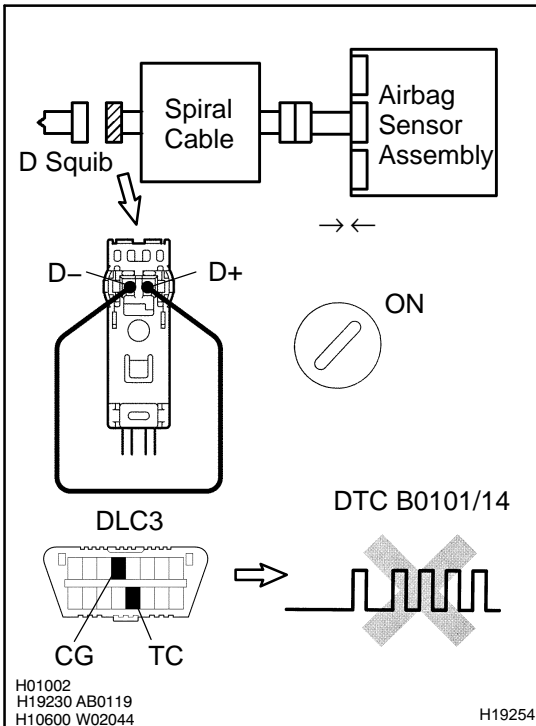 Spiral
Cable
Airbag
Sensor
Assembly
D Squib
D− D+
ON
DLC3
DTC B0101/14
CG TC
H01002
H19230 AB0119
H10600 W02044
H19254